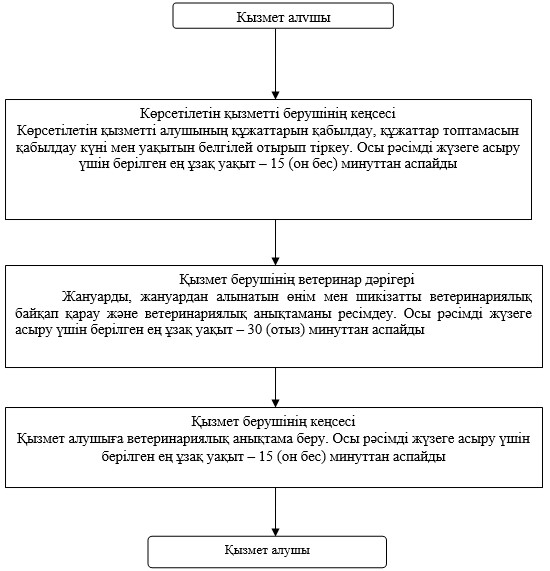 Қызмет алушы
Көрсетілетін қызметті берушінің кеңсесі
Көрсетілетін қызметті алушының құжаттарын қабылдау, құжаттар топтамасын
қабылдау күні мен уақытын белгілей отырып тіркеу. Осы рәсімді жүзеге асыру
үшін берілген ең ұзақ уақыт – 15 (он бес) минуттан аспайды
Қызмет берушінің ветеринар дәрігері
Жануарды, жануардан алынатын өнім мен шикізатты ветеринариялық
байқап қарау және ветеринариялық анықтаманы ресімдеу. Осы рәсімді жүзеге
асыру үшін берілген ең ұзақ уақыт – 30 (отыз) минуттан аспайды
Қызмет берушінің кеңсесі
Қызмет алушыға ветеринариялық анықтама беру. Осы рәсімді жүзеге асыру үшін
берілген ең ұзақ уақыт – 15 (он бес) минуттан аспайды
Қызмет алушы